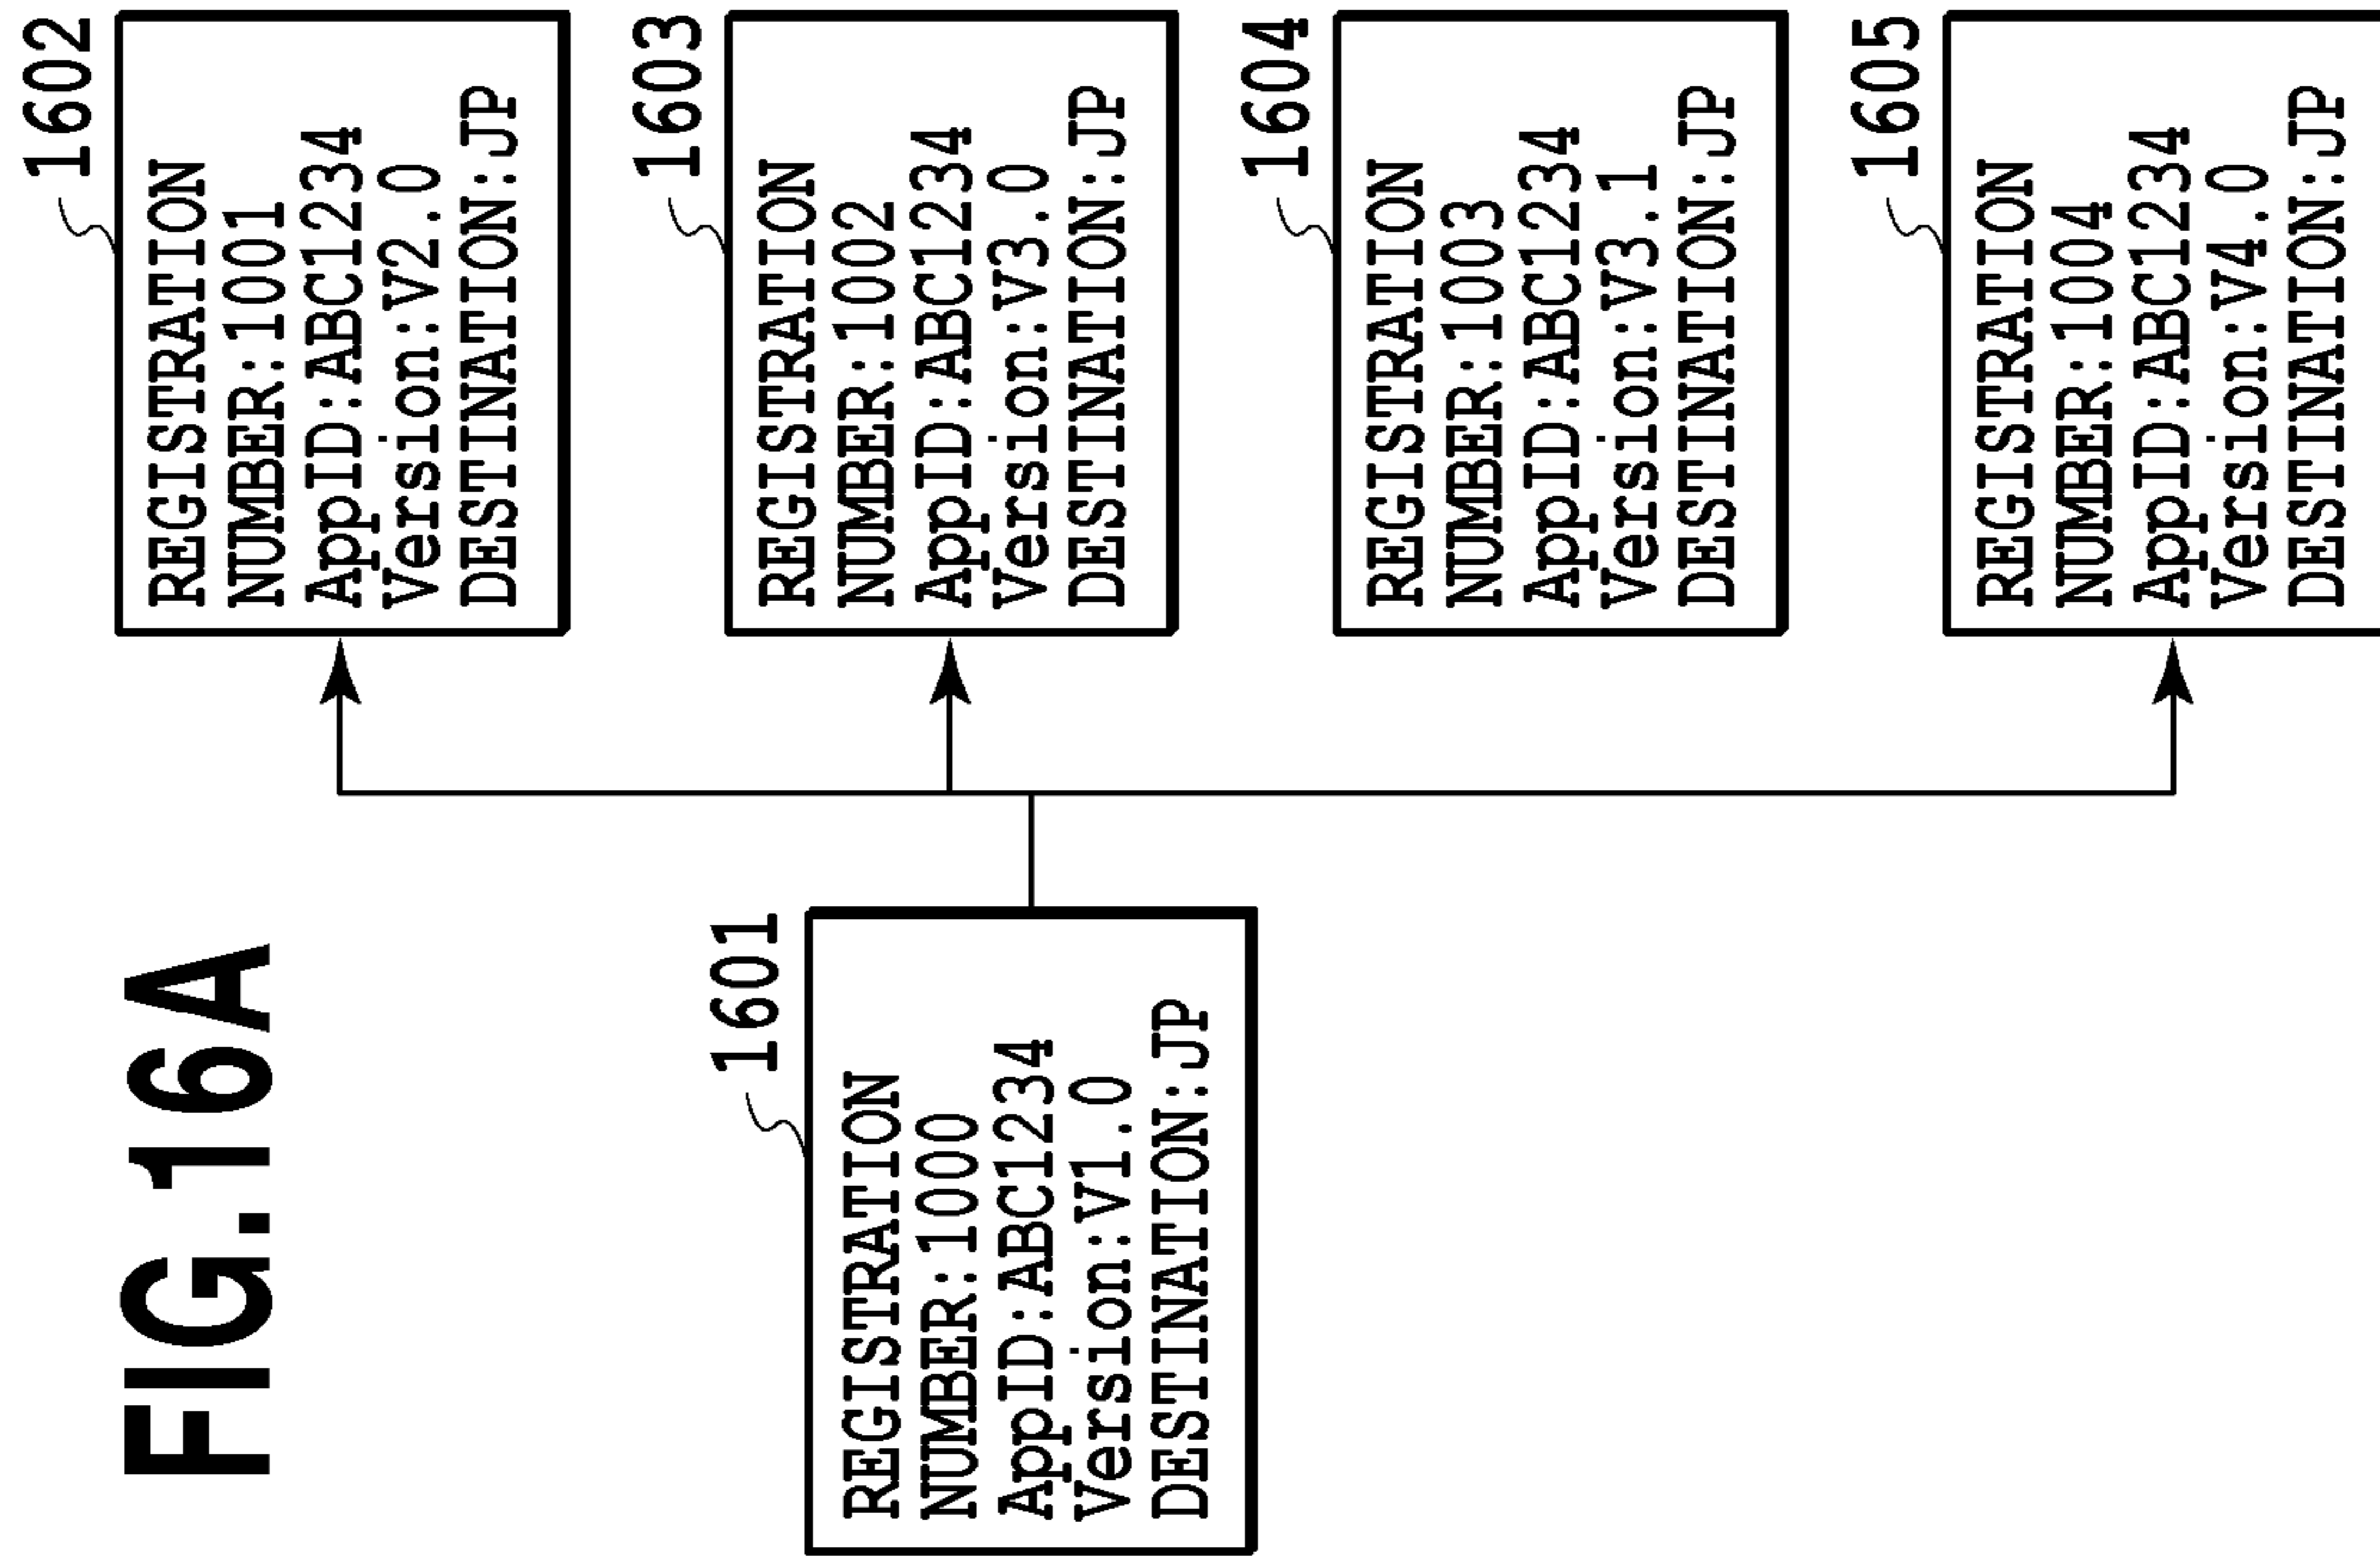 FIG.16A
1601
REGISTRATION
NUMBER:1000
AppID:ABC1234
Version:V1.0
DESTINATION:JP
1602
REGISTRATION
NUMBER:1001
AppID:ABC1234
Version:V2.0
DESTINATION:JP
1603
REGISTRATION
NUMBER:1002
AppID:ABC1234
Version:V3.0
DESTINATION:JP
1604
REGISTRATION
NUMBER:1003
AppID:ABC1234
Version:V3.1
DESTINATION:JP
1605
REGISTRATION
NUMBER:1004
AppID:ABC1234
Version:V4.0
DESTINATION:JP